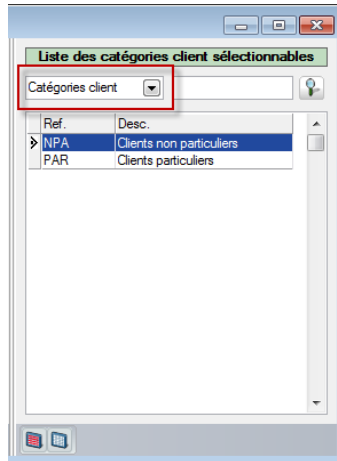 Liste des catégories client sélectionnables
Catégories client
Ref. Desc.
NPA Clients non particuliers
PAR Clients particuliers